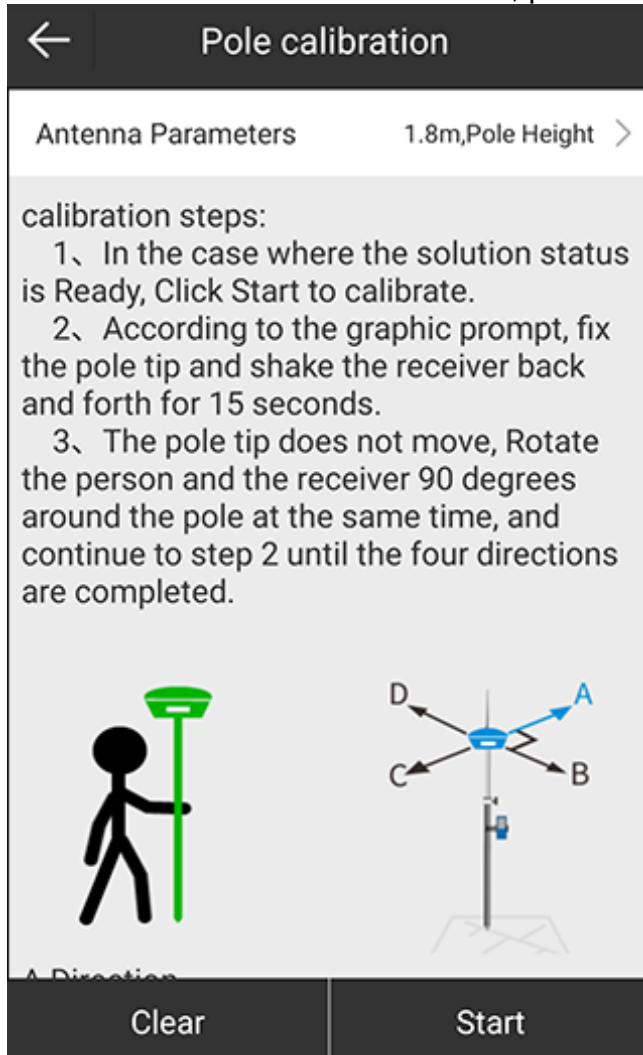 Pole calibration
Antenna Parameters 1.8m,Pole Height
calibration steps:
1、In the case where the solution status
is Ready, Click Start to calibrate.
2、According to the graphic prompt, fix
the pole tip and shake the receiver back
and forth for 15 seconds.
3、The pole tip does not move, Rotate
the person and the receiver 90 degrees
around the pole at the same time, and
continue to step 2 until the four directions
are completed.
D A
C B
A Direction
Clear Start